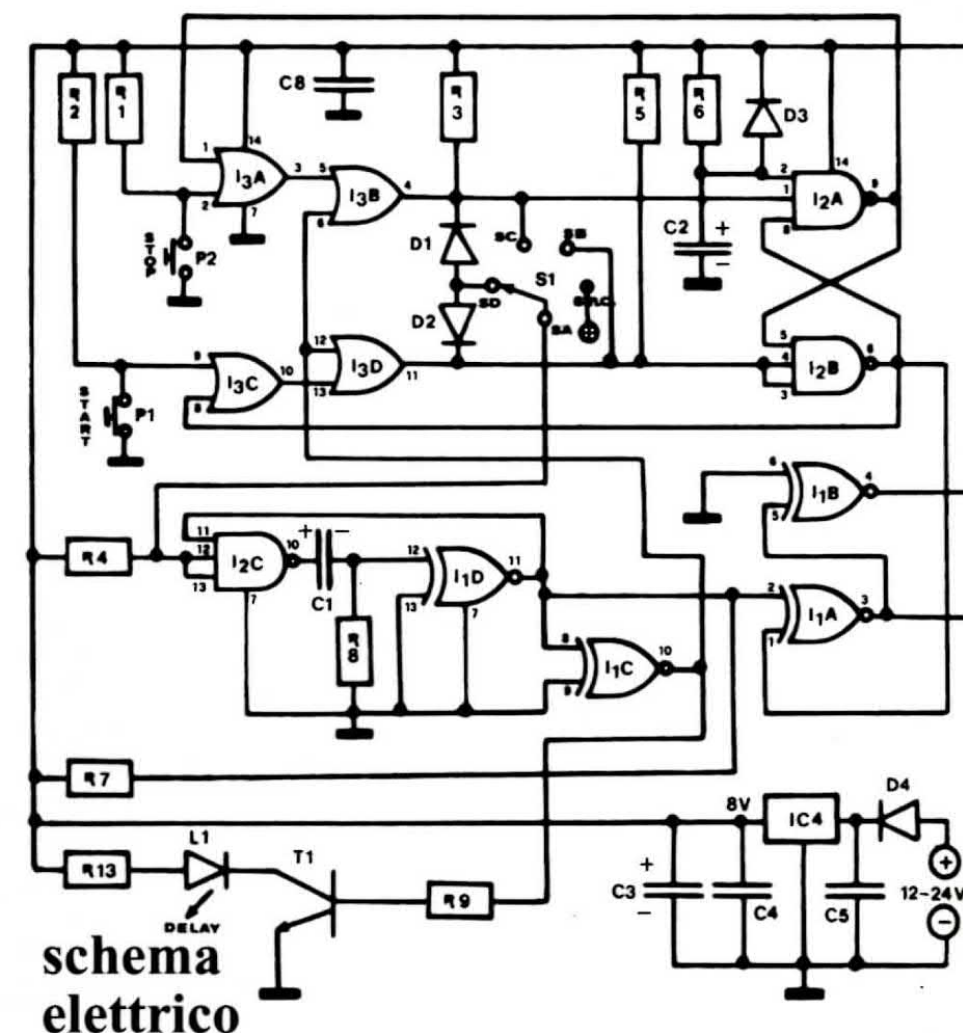 R2
R1
C8
R3
R5
R6
D3
1
14
I3A
3
2
7
5
I3B
4
6
2
14
1
I2A
9
8
STOP
P2
D1
SC
SB
S1
C2
+
-
SD
D2
SA
12
I3D
11
13
5
4
I2B
6
3
9
I3C
10
8
START
P1
6
I1B
4
5
11
R4
12
I2C
10
13
7
+
-
C1
12
I1D
11
13
7
R8
2
I1A
3
1
8
I1C
10
9
R7
D4
8V
IC4
+
12-24V
-
L1
T1
R13
R9
C3
+
-
C4
C5
DELAY
schema
elettrico